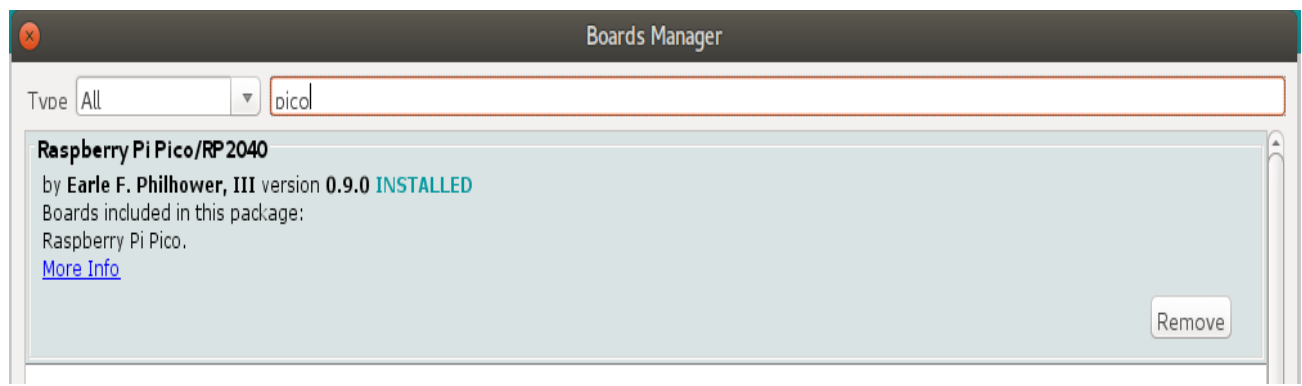 Boards Manager
Type All pico
Raspberry Pi Pico/RP2040
by Earle F. Philhower, III version 0.9.0 INSTALLED
Boards included in this package:
Raspberry Pi Pico.
More Info
Remove